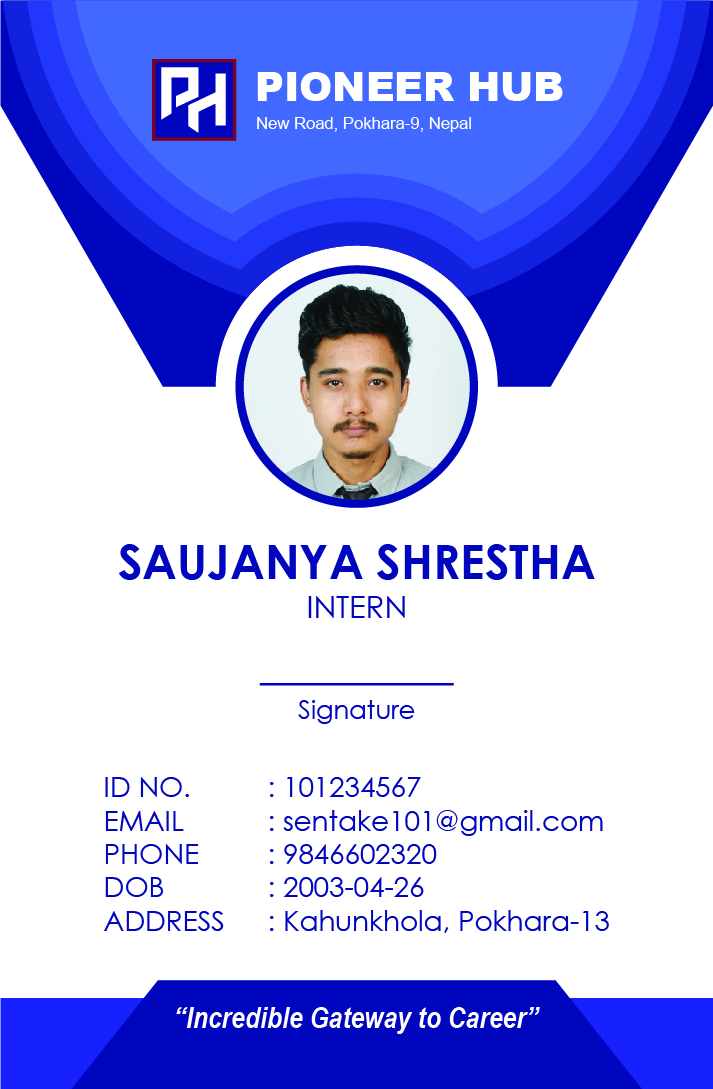 PH
PIONEER HUB
New Road, Pokhara-9, Nepal
SAUJANYA SHRESTHA
INTERN
Signature
ID NO. : 101234567
EMAIL : sentake101@gmail.com
PHONE : 9846602320
DOB : 2003-04-26
ADDRESS : Kahunkhola, Pokhara-13
“Incredible Gateway to Career”